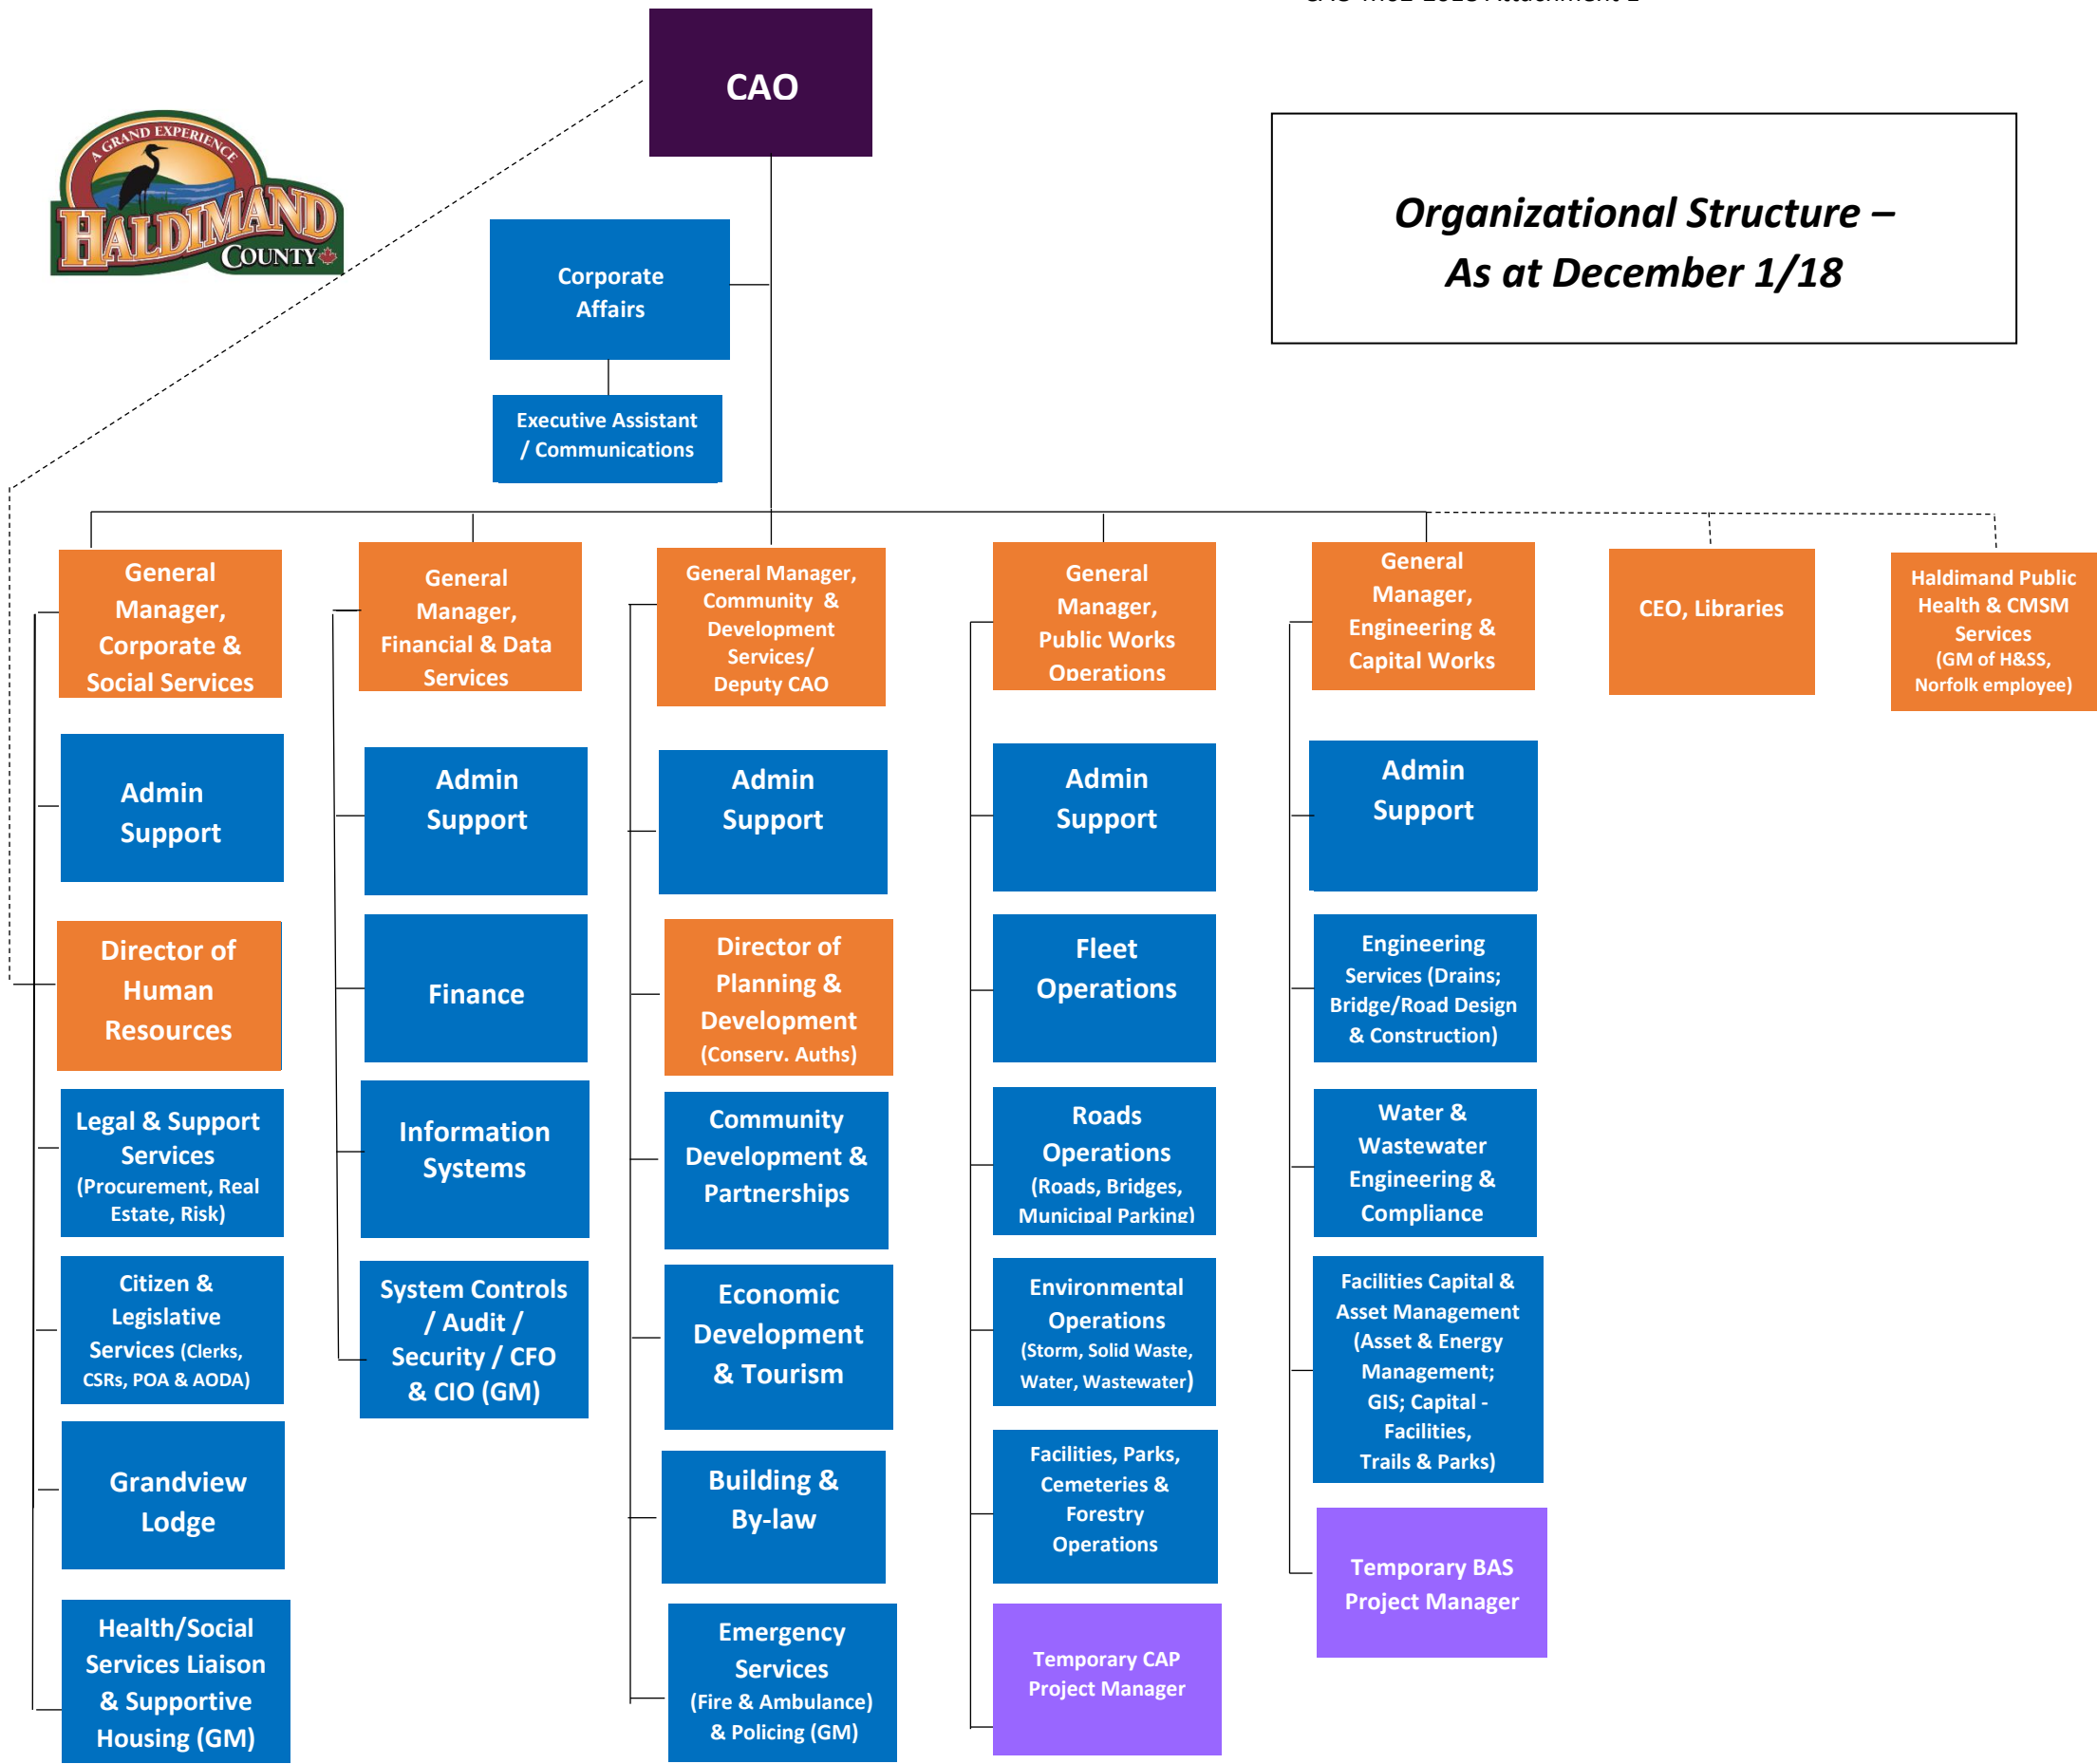 CAO
A GRAND EXPERIENCE
HALDIMAND
COUNTY
Organizational Structure –
As at December 1/18
Corporate
Affairs
Executive Assistant
/ Communications
General
Manager,
Corporate &
Social Services
General
Manager,
Financial & Data
Services
General Manager,
Community & 
Development
Services/
Deputy CAO
General
Manager,
Public Works
Operations
General
Manager,
Engineering &
Capital Works
CEO, Libraries
Haldimand Public
Health & CMSM
Services
(GM of H&SS,
Norfolk employee)
Admin
Support
Director of
Human
Resources
Legal & Support
Services
(Procurement, Real
Estate, Risk)
Citizen &
Legislative
Services (Clerks,
CSRs, POA & AODA)
Grandview
Lodge
Health/Social
Services Liaison
& Supportive
Housing (GM)
Admin
Support
Finance
Information
Systems
System Controls
/ Audit /
Security / CFO
& CIO (GM)
Admin
Support
Director of
Planning &
Development
(Conserv. Auths)
Community
Development &
Partnerships
Economic
Development
& Tourism
Building &
By-law
Emergency
Services
(Fire & Ambulance)
& Policing (GM)
Admin
Support
Fleet
Operations
Roads
Operations
(Roads, Bridges,
Municipal Parking)
Environmental
Operations
(Storm, Solid Waste,
Water, Wastewater)
Facilities, Parks,
Cemeteries &
Forestry
Operations
Temporary CAP
Project Manager
Admin
Support
Engineering
Services (Drains;
Bridge/Road Design
& Construction)
Water &
Wastewater
Engineering &
Compliance
Facilities Capital &
Asset Management
(Asset & Energy
Management;
GIS; Capital -
Facilities,
Trails & Parks)
Temporary BAS
Project Manager